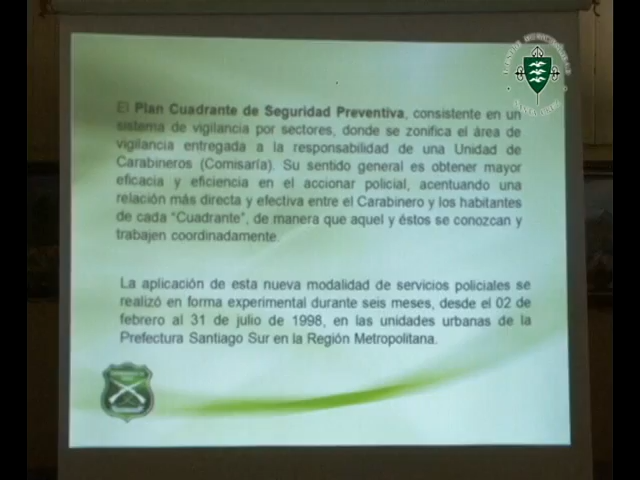 El Plan Cuadrante de Seguridad Preventiva, consistente en un
sistema de vigilancia por sectores, donde se zonifica el área de
vigilancia entregada a la responsabilidad de una Unidad de
Carabineros (Comisaría). Su sentido general es obtener mayor
eficacia y eficiencia en el accionar policial, acentuando una
relación más directa y efectiva entre el Carabinero y los habitantes
de cada "Cuadrante", de manera que aquel y éstos se conozcan y
trabajen coordinadamente.
La aplicación de esta nueva modalidad de servicios policiales se
realizó en forma experimental durante seis meses, desde el 02 de
febrero al 31 de julio de 1998, en las unidades urbanas de la
Prefectura Santiago Sur en la Región Metropolitana.
SANTA CRUZ